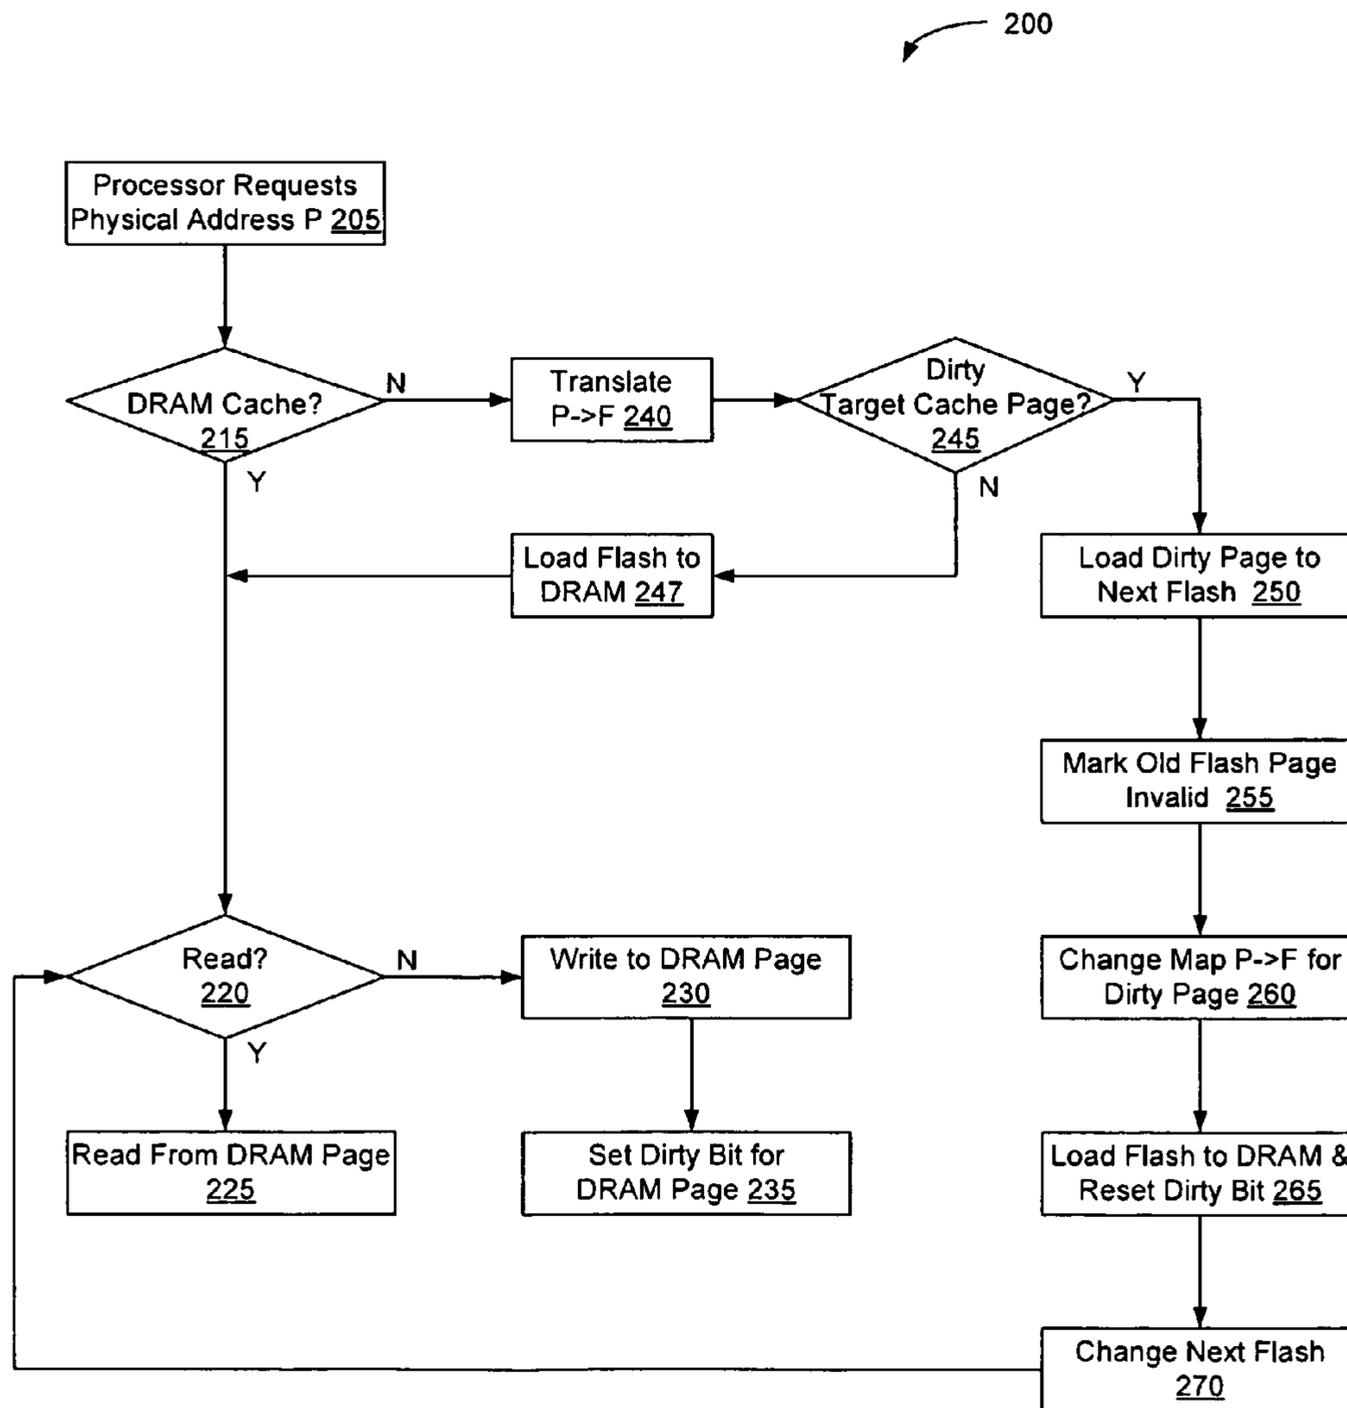 200
Processor Requests
Physical Address P 205
DRAM Cache?
215
N
Y
Translate
P->F 240
Dirty
Target Cache Page?
245
Y
N
Load Flash to
DRAM 247
Load Dirty Page to
Next Flash 250
Mark Old Flash Page
Invalid 255
Read?
220
N
Y
Write to DRAM Page
230
Change Map P->F for
Dirty Page 260
Read From DRAM Page
225
Set Dirty Bit for
DRAM Page 235
Load Flash to DRAM &
Reset Dirty Bit 265
Change Next Flash
270